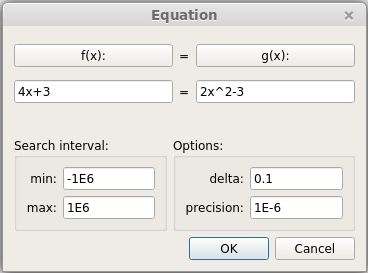 Equation
f(x): = g(x):
4x+3 = 2x^2-3
Search interval: Options:
min: -1E6 delta: 0.1
max: 1E6 precision: 1E-6
OK Cancel